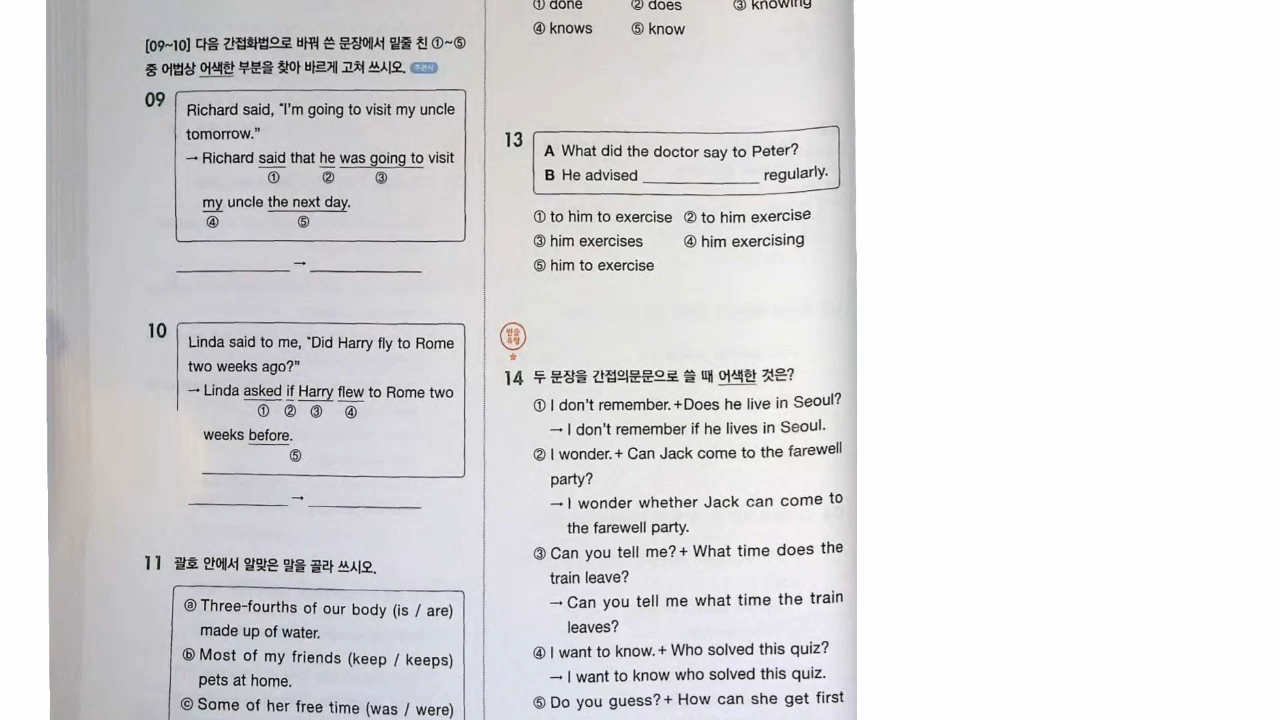 [09~10] 다음 간접화법으로 바꿔 쓴 문장에서 밑줄 친 ①~⑤
중 어법상 어색한 부분을 찾아 바르게 고쳐 쓰시오. 주관식
09
Richard said, “I’m going to visit my uncle
tomorrow.”
→ Richard said that he was going to visit
① ② ③
my uncle the next day.
④ ⑤
→
10
Linda said to me, “Did Harry fly to Rome
two weeks ago?”
→ Linda asked if Harry flew to Rome two
① ② ③ ④
weeks before.
⑤
→
11 괄호 안에서 알맞은 말을 골라 쓰시오.
ⓐ Three-fourths of our body (is / are)
made up of water.
ⓑ Most of my friends (keep / keeps)
pets at home.
ⓒ Some of her free time (was / were)
① done ② does ③ knowing
④ knows ⑤ know
13
A What did the doctor say to Peter?
B He advised ______________ regularly.
① to him to exercise ② to him exercise
③ him exercises ④ him exercising
⑤ him to exercise
14 두 문장을 간접의문문으로 쓸 때 어색한 것은?
① I don’t remember. +Does he live in Seoul?
→ I don’t remember if he lives in Seoul.
② I wonder. + Can Jack come to the farewell
party?
→ I wonder whether Jack can come to
the farewell party.
③ Can you tell me? + What time does the
train leave?
→ Can you tell me what time the train
leaves?
④ I want to know. + Who solved this quiz?
→ I want to know who solved this quiz.
⑤ Do you guess? + How can she get first